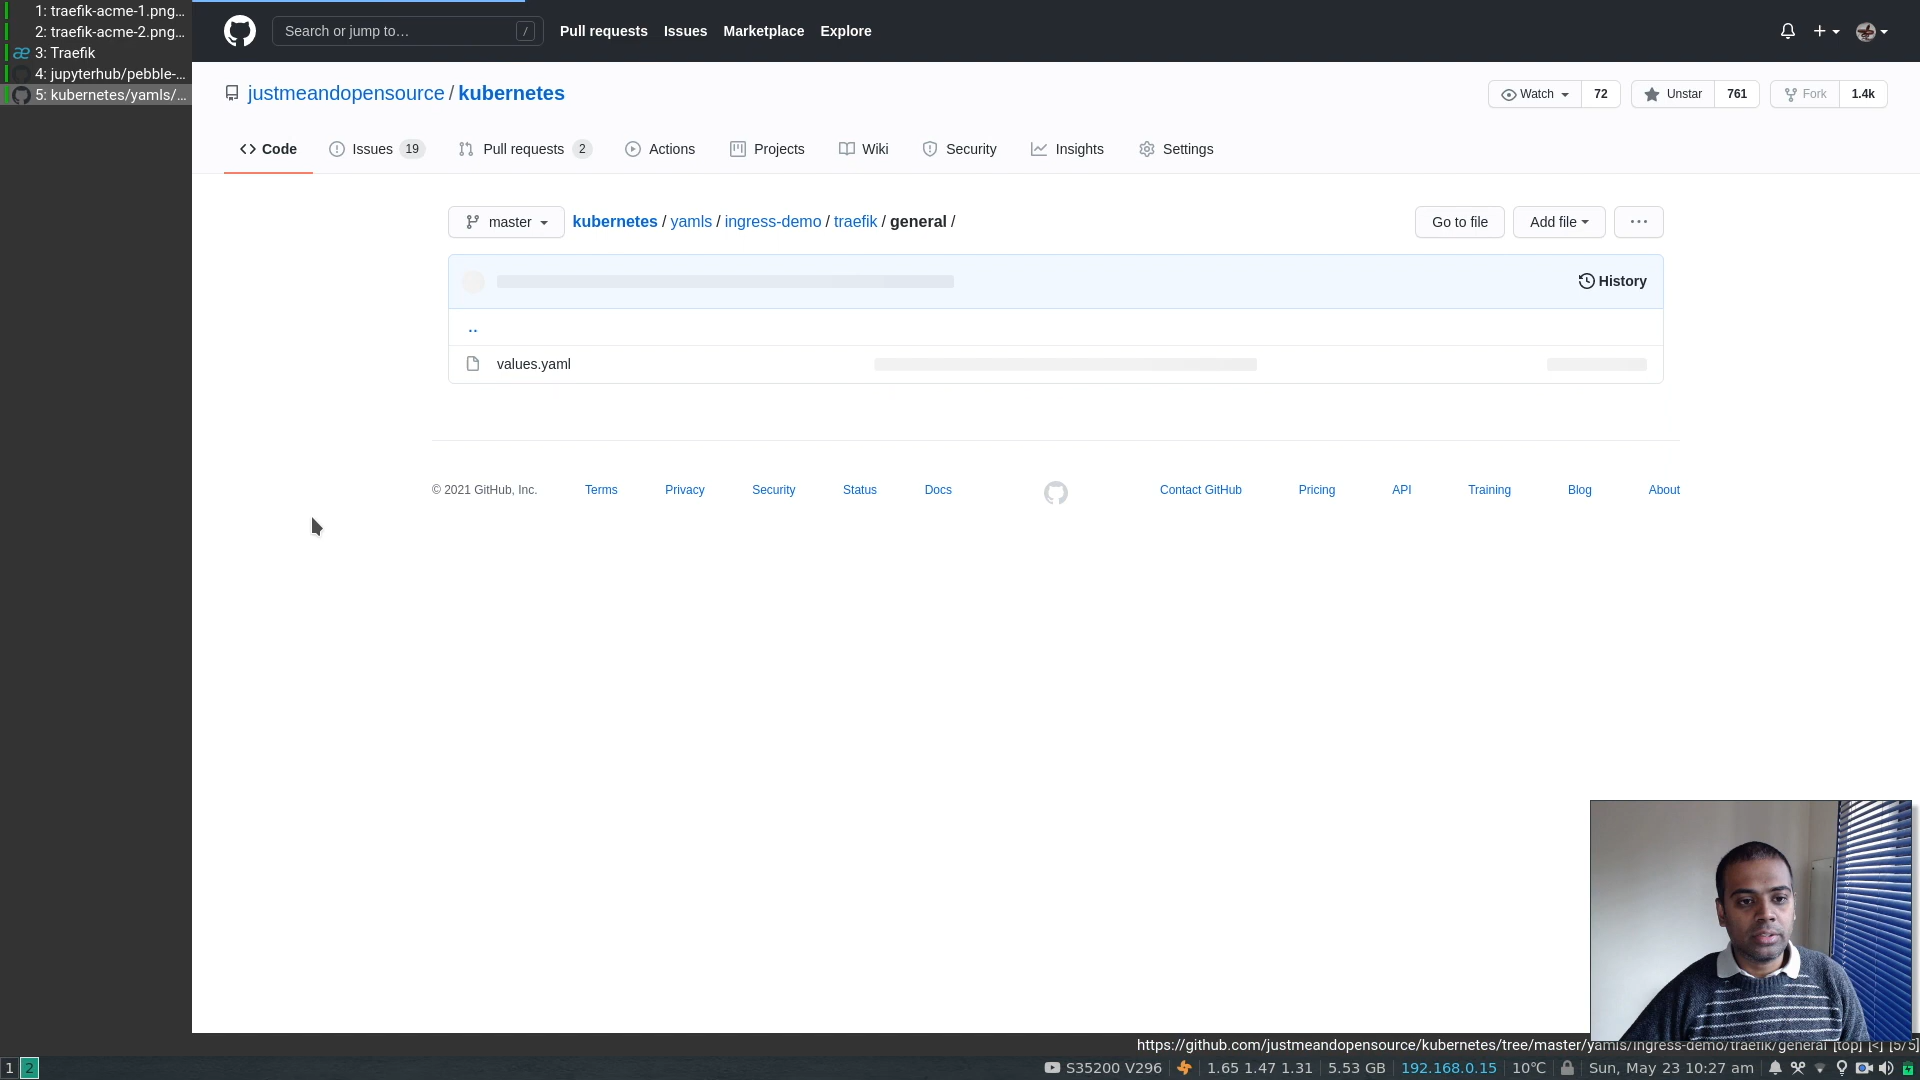 1: traefik-acme-1.png...
2: traefik-acme-2.png...
3: Traefik
4: jupyterhub/pebble-...
5: kubernetes/yamls/...
Search or jump to… /
Pull requests Issues Marketplace Explore
justmeandopensource / kubernetes
Watch 72 Unstar 761 Fork 1.4k
Code Issues 19 Pull requests 2 Actions Projects Wiki Security Insights Settings
master kubernetes / yamls / ingress-demo / traefik / general /
Go to file Add file ...
History
..
values.yaml
© 2021 GitHub, Inc. Terms Privacy Security Status Docs Contact GitHub Pricing API Training Blog About
https://github.com/justmeandopensource/kubernetes/tree/master/yamls/ingress-demo/traefik/general [top] [<] [5/5]
1 2
S35200 V296 1.65 1.47 1.31 5.53 GB 192.168.0.15 10℃ Sun, May 23 10:27 am